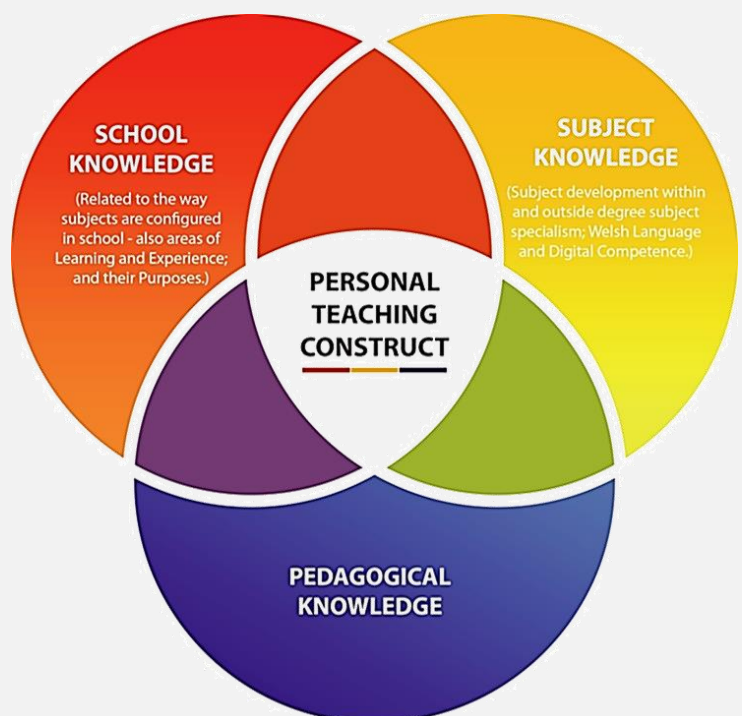 SCHOOL
KNOWLEDGE
(Related to the way
subjects are configured
in school - also areas of
Learning and Experience;
and their Purposes.)
SUBJECT
KNOWLEDGE
(Subject development within
and outside degree subject
specialism; Welsh Language
and Digital Competence.)
PERSONAL
TEACHING
CONSTRUCT
PEDAGOGICAL
KNOWLEDGE